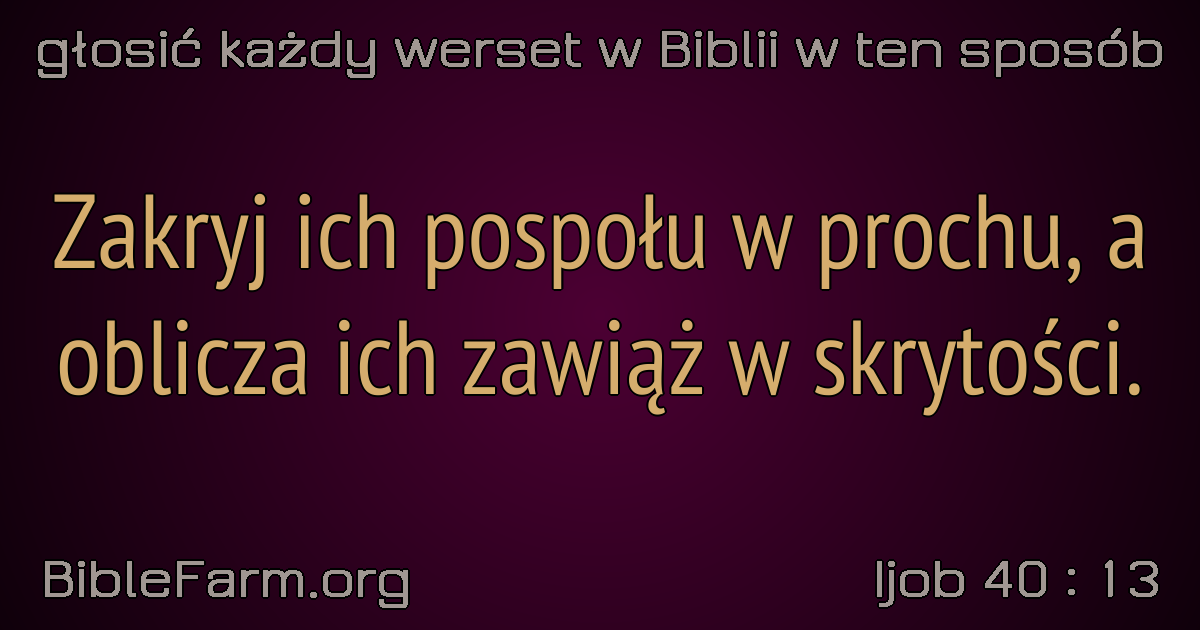 głosić każdy werset w Biblii w ten sposób
Zakryj ich pospołu w prochu, a
oblicza ich zawiąż w skrytości.
BibleFarm.org
Ijob 40 : 13